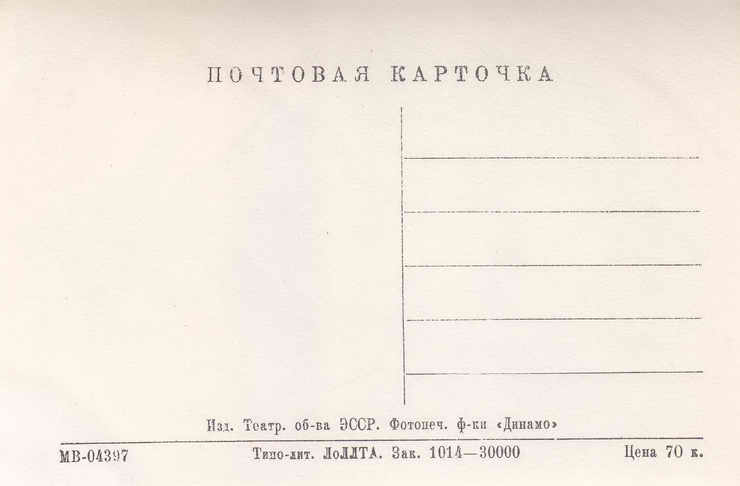 ПОЧТОВАЯ КАРТОЧКА
Изд. Театр. об-ва ЭССР. Фотопеч. ф-ки «Динамо»
МВ-04397 Типо-лит. ЛоЛЛТА. Зак. 1014—30000 Цена 70 к.